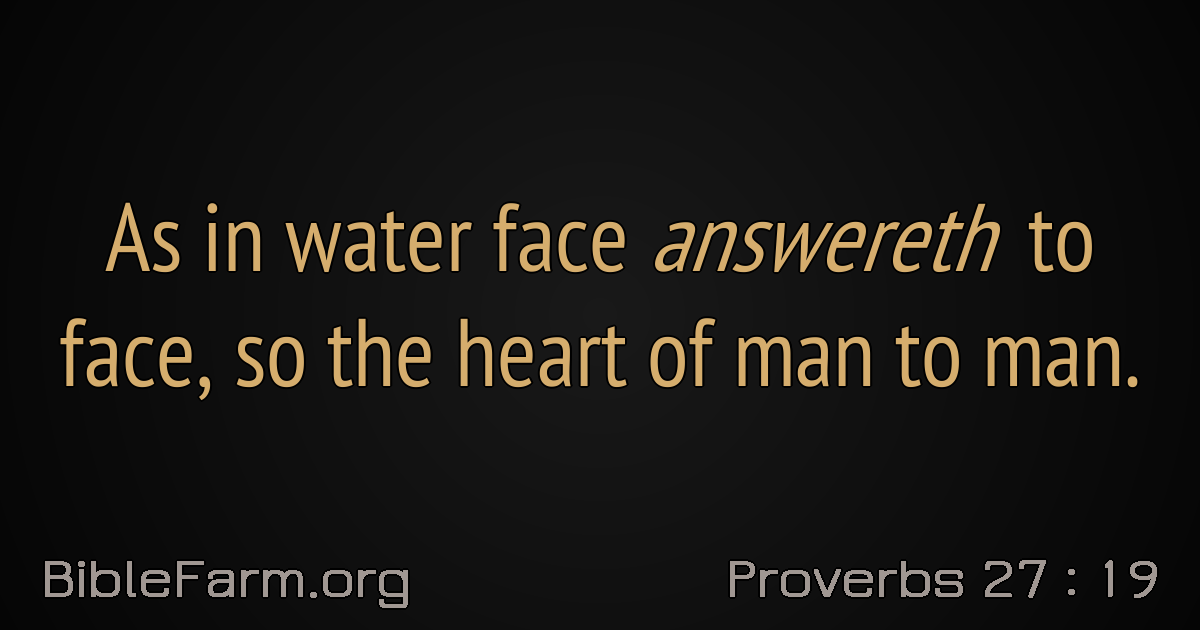 As in water face answereth to
face, so the heart of man to man.
BibleFarm.org
Proverbs 27 : 19